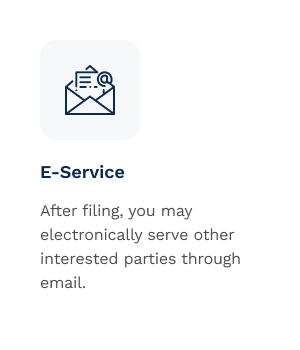 E-Service
After filing, you may
electronically serve other
interested parties through
email.